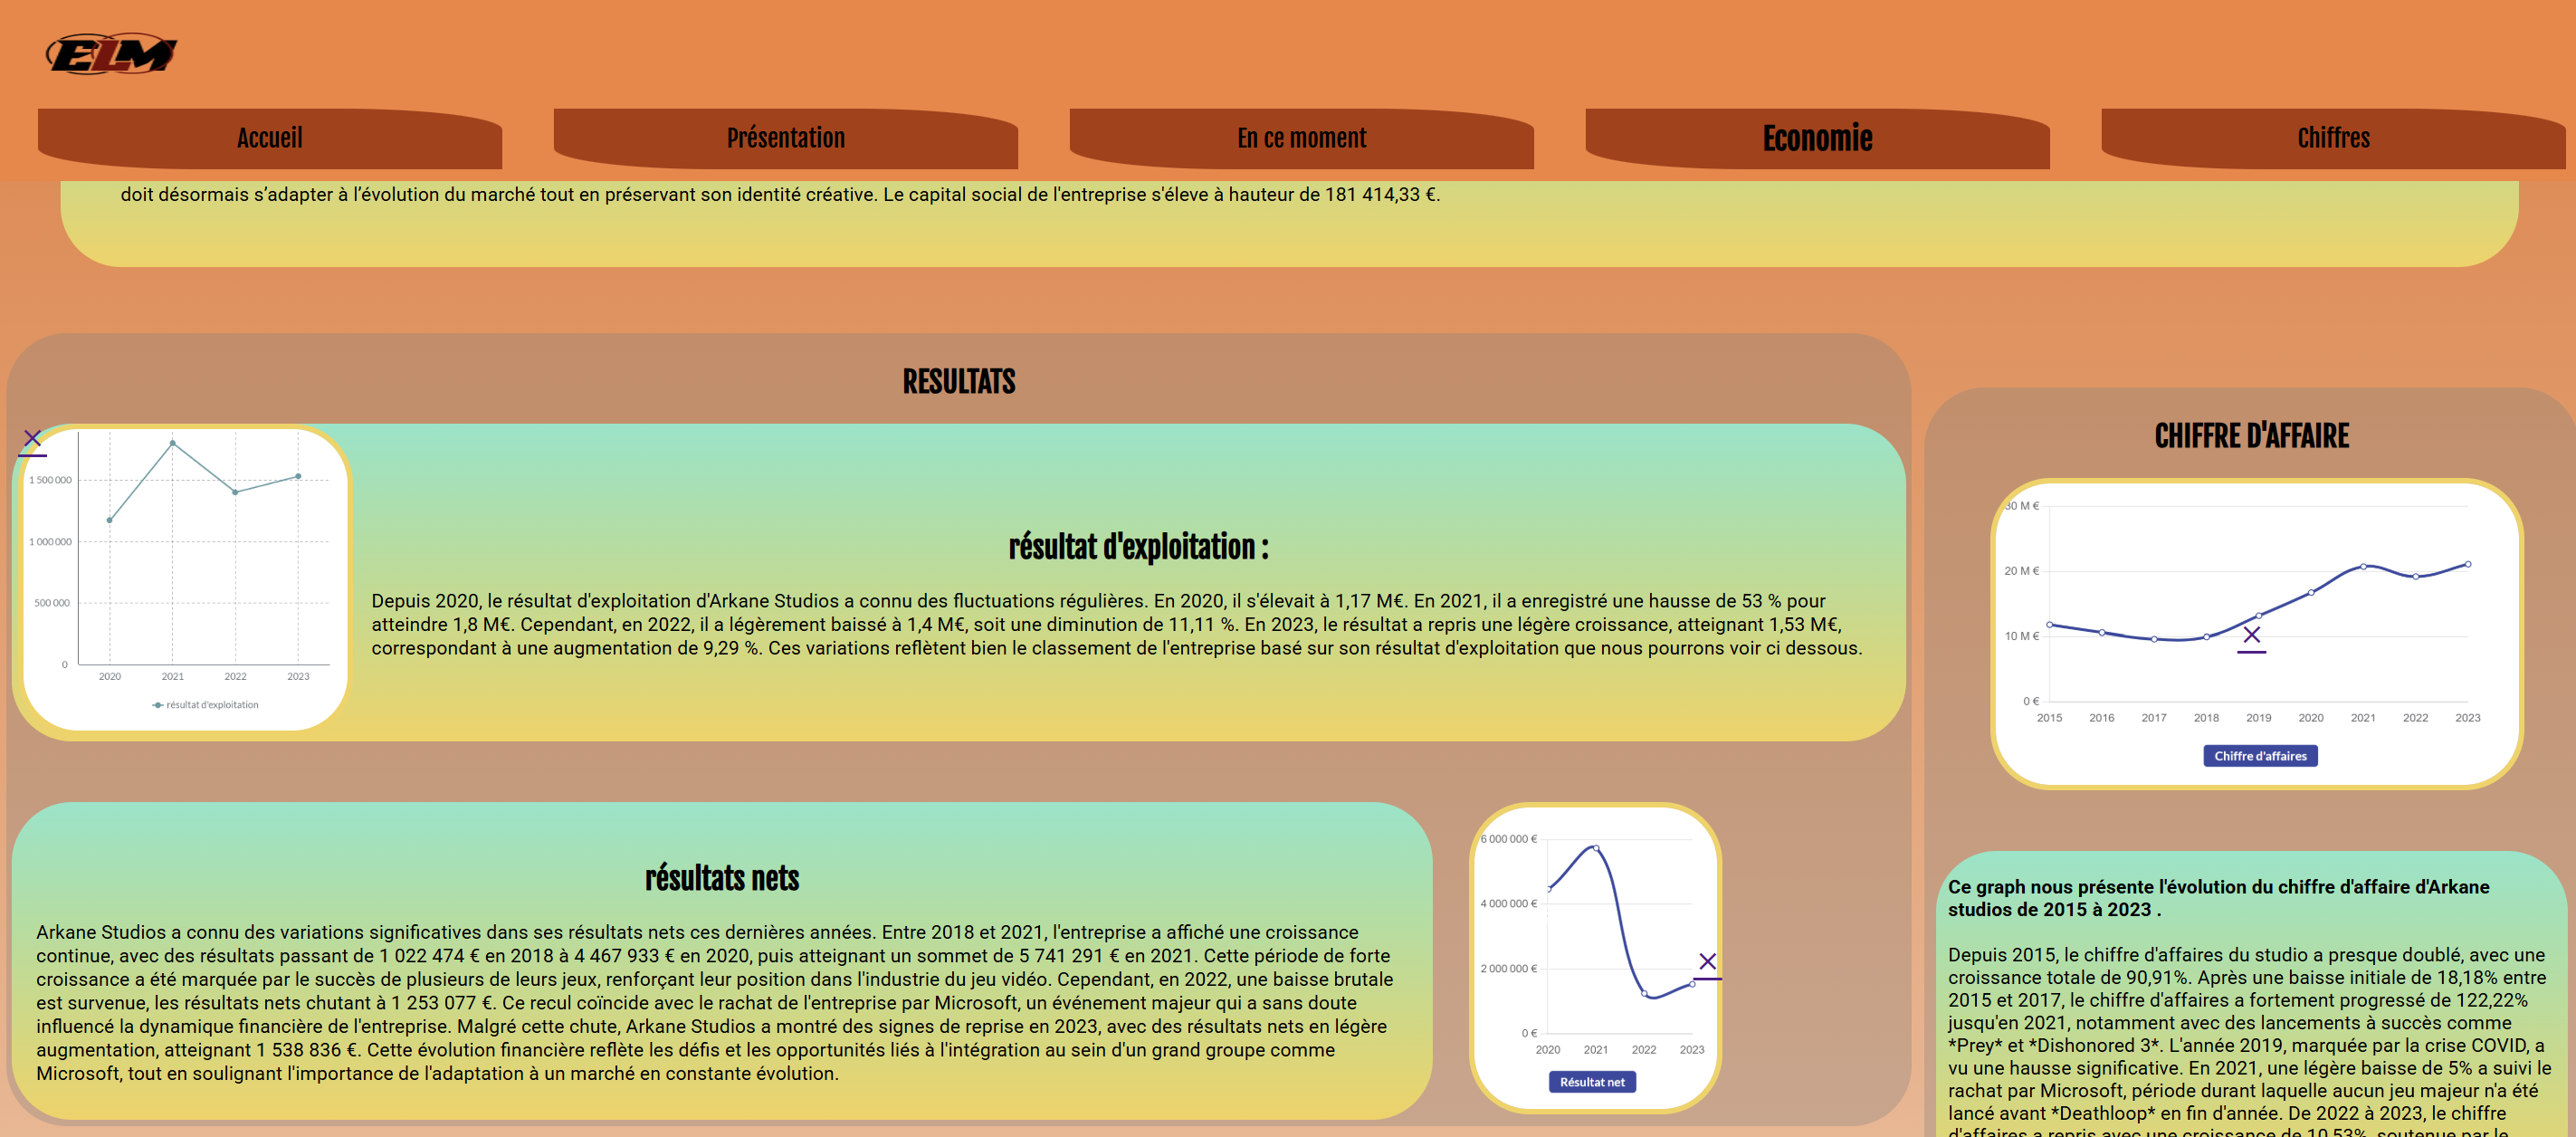 ELM
Accueil
Présentation
En ce moment
Economie
Chiffres
doit désormais s’adapter à l’évolution du marché tout en préservant son identité créative. Le capital social de l'entreprise s'éleve à hauteur de 181 414,33 €.
RESULTATS
1 500 000
1 000 000
500 000
0
2020 2021 2022 2023
résultat d'exploitation
résultat d'exploitation :
Depuis 2020, le résultat d'exploitation d'Arkane Studios a connu des fluctuations régulières. En 2020, il s'élevait à 1,17 M€. En 2021, il a enregistré une hausse de 53 % pour
atteindre 1,8 M€. Cependant, en 2022, il a légèrement baissé à 1,4 M€, soit une diminution de 11,11 %. En 2023, le résultat a repris une légère croissance, atteignant 1,53 M€,
correspondant à une augmentation de 9,29 %. Ces variations reflètent bien le classement de l'entreprise basé sur son résultat d'exploitation que nous pourrons voir ci dessous.
résultats nets
Arkane Studios a connu des variations significatives dans ses résultats nets ces dernières années. Entre 2018 et 2021, l'entreprise a affiché une croissance
continue, avec des résultats passant de 1 022 474 € en 2018 à 4 467 933 € en 2020, puis atteignant un sommet de 5 741 291 € en 2021. Cette période de forte
croissance a été marquée par le succès de plusieurs de leurs jeux, renforçant leur position dans l'industrie du jeu vidéo. Cependant, en 2022, une baisse brutale
est survenue, les résultats nets chutant à 1 253 077 €. Ce recul coïncide avec le rachat de l'entreprise par Microsoft, un événement majeur qui a sans doute
influencé la dynamique financière de l'entreprise. Malgré cette chute, Arkane Studios a montré des signes de reprise en 2023, avec des résultats nets en légère
augmentation, atteignant 1 538 836 €. Cette évolution financière reflète les défis et les opportunités liés à l'intégration au sein d'un grand groupe comme
Microsoft, tout en soulignant l'importance de l'adaptation à un marché en constante évolution.
6 000 000 €
4 000 000 €
2 000 000 €
0 €
2020 2021 2022 2023
Résultat net
CHIFFRE D'AFFAIRE
30 M €
20 M €
10 M €
0 €
2015 2016 2017 2018 2019 2020 2021 2022 2023
Chiffre d'affaires
Ce graph nous présente l'évolution du chiffre d'affaire d'Arkane
studios de 2015 à 2023 .
Depuis 2015, le chiffre d'affaires du studio a presque doublé, avec une
croissance totale de 90,91%. Après une baisse initiale de 18,18% entre
2015 et 2017, le chiffre d'affaires a fortement progressé de 122,22%
jusqu'en 2021, notamment avec des lancements à succès comme
*Prey* et *Dishonored 3*. L'année 2019, marquée par la crise COVID, a
vu une hausse significative. En 2021, une légère baisse de 5% a suivi le
rachat par Microsoft, période durant laquelle aucun jeu majeur n'a été
lancé avant *Deathloop* en fin d'année. De 2022 à 2023, le chiffre
d'affaires a repris avec une croissance de 10,53%, soutenue par le